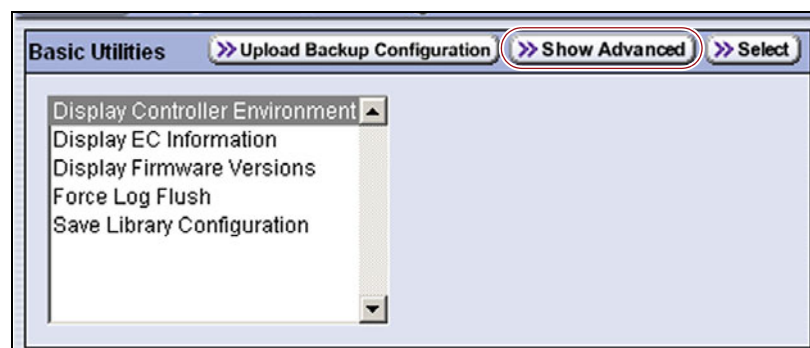 Basic Utilities >> Upload Backup Configuration >> Show Advanced >> Select
Display Controller Environment
Display EC Information
Display Firmware Versions
Force Log Flush
Save Library Configuration